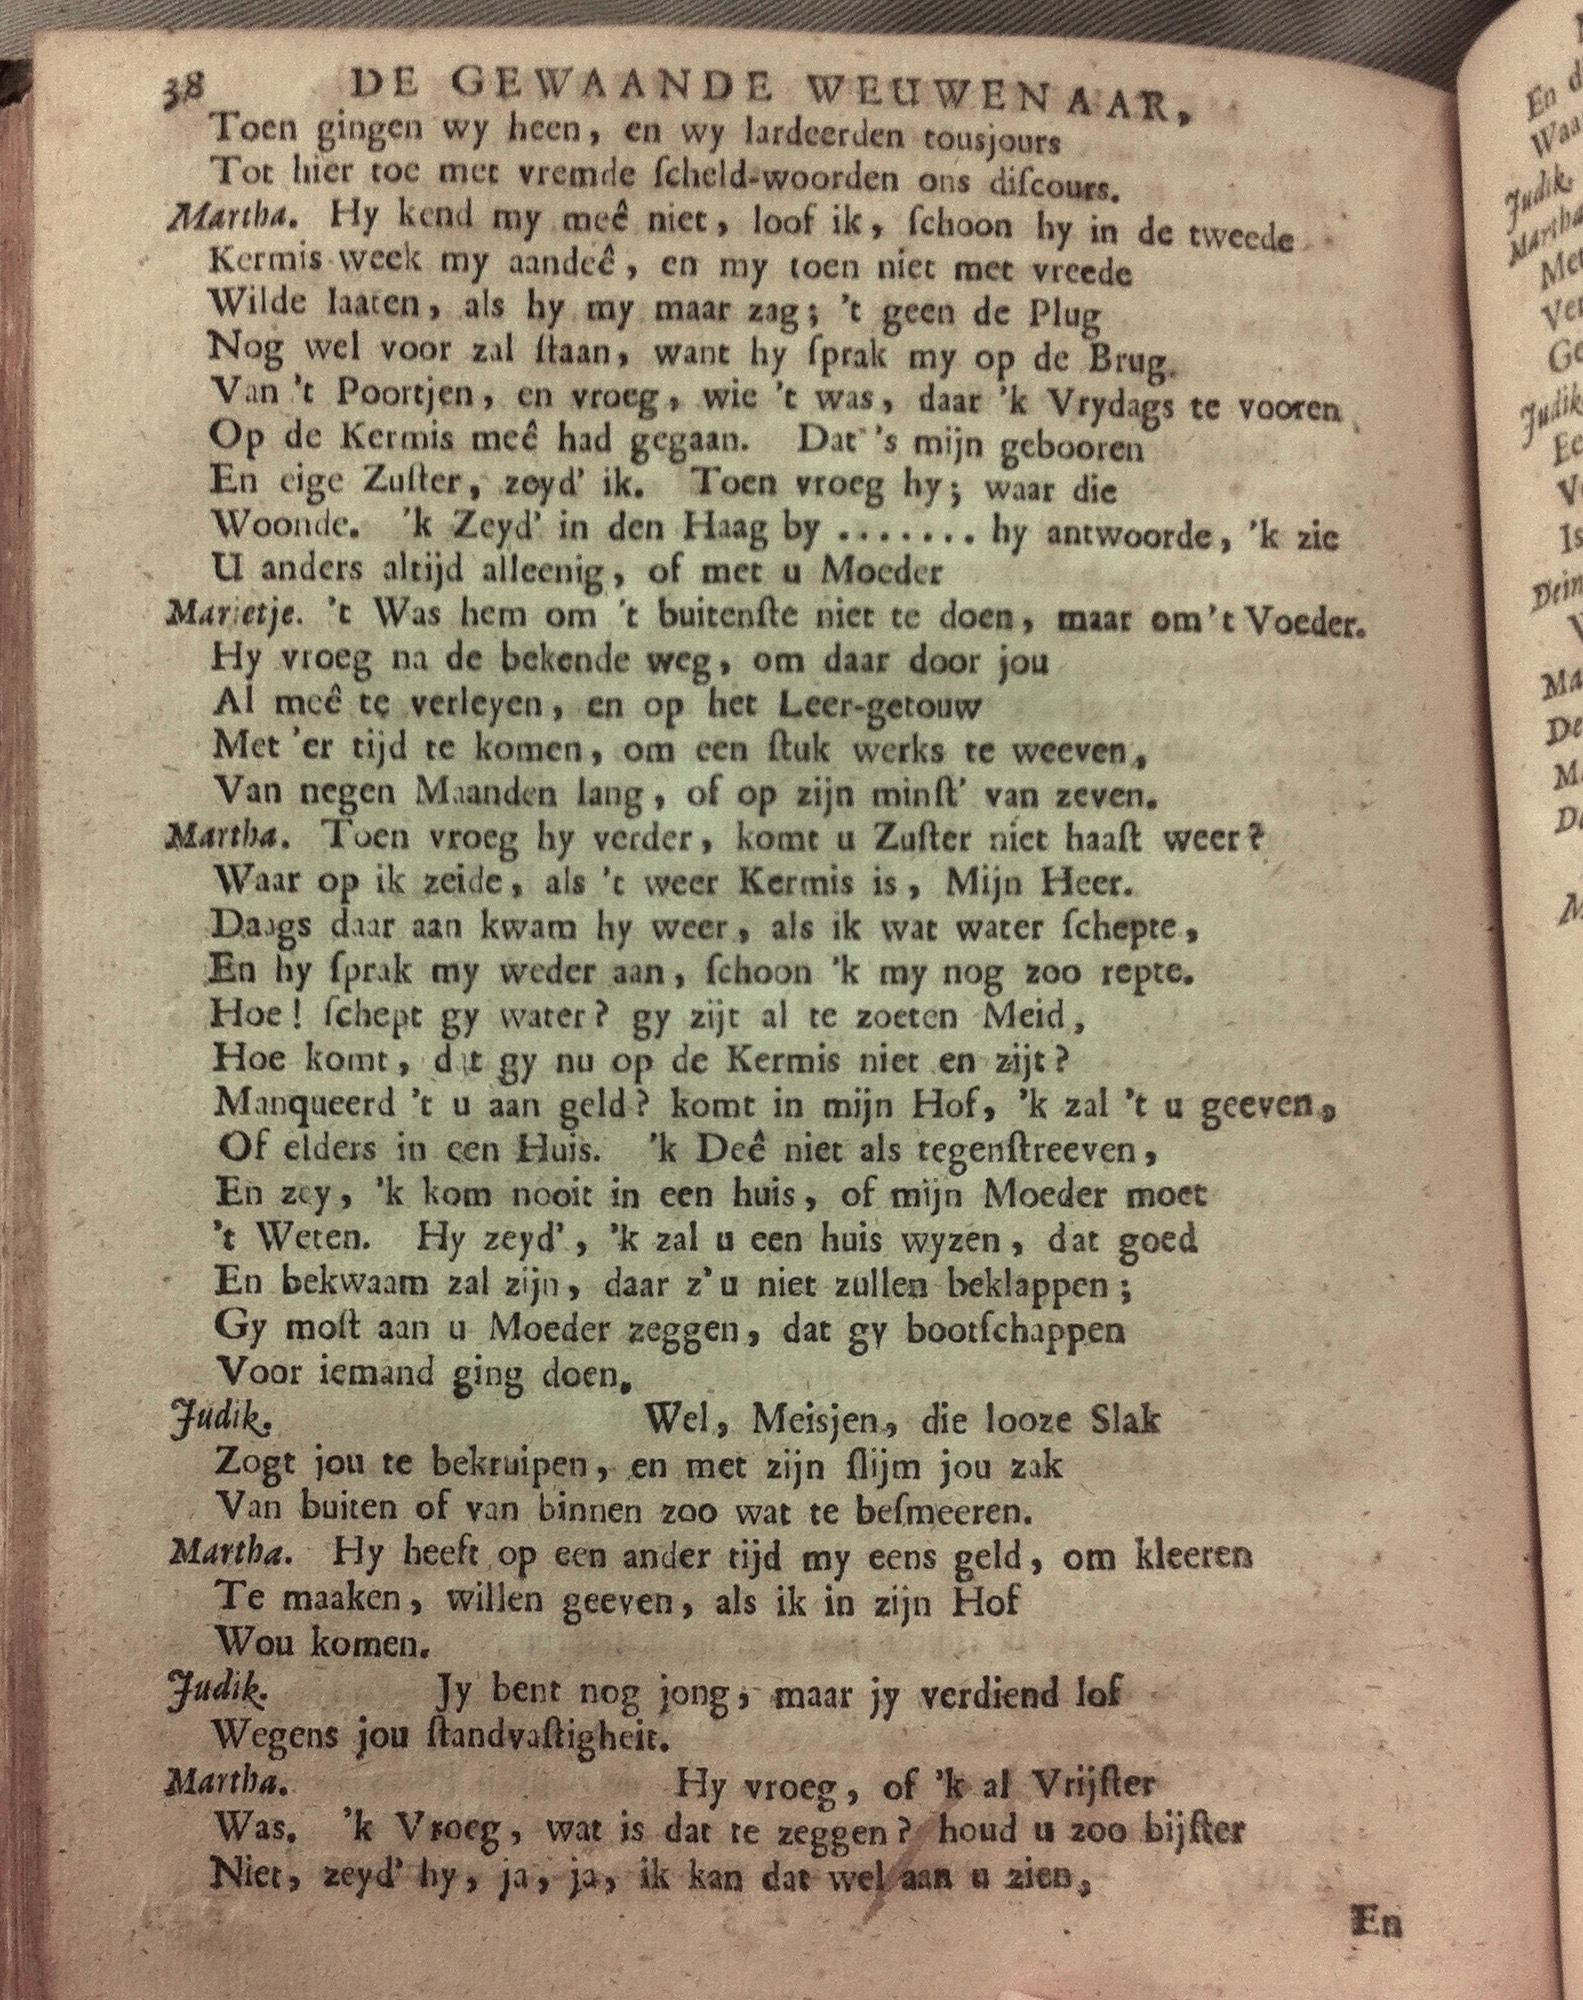 38 DE GEWAANDE WEUWENAAR,
Toen gingen wy heen, en wy lardeerden tousjours
Tot hier toe met vremde ſcheld-woorden ons diſcours.
Martha. Hy kend my meê niet, loof ik, ſchoon hy in de tweede
Kermis week my aandeê, en my toen niet met vreede
Wilde laaten, als hy my maar zag; 't geen de Plug
Nog wel voor zal ſtaan, want hy ſprak my op de Brug.
Van 't Poortjen, en vroeg, wie 't was, daar 'k Vrydags te vooren
Op de Kermis meê had gegaan. Dat 's mijn gebooren
En eige Zuſter, zeyd' ik. Toen vroeg hy; waar die
Woonde. 'k Zeyd' in den Haag by ....... hy antwoorde, 'k zie
U anders altijd alleenig, of met u Moeder
Marietje. 't Was hem om 't buitenſte niet te doen, maar om 't Voeder.
Hy vroeg na de bekende weg, om daar door jou
Al meê te verleyen, en op het Leer-getouw
Met 'er tijd te komen, om een ſtuk werks te weeven,
Van negen Maanden lang, of op zijn minſt' van zeven.
Martha. Toen vroeg hy verder, komt u Zuſter niet haaſt weer?
Waar op ik zeide, als 't weer Kermis is, Mijn Heer.
Daags daar aan kwam hy weer, als ik wat water ſchepte,
En hy ſprak my weder aan, ſchoon 'k my nog zoo repte.
Hoe! ſchept gy water? gy zijt al te zoeten Meid,
Hoe komt, dat gy nu op de Kermis niet en zijt?
Manqueerd 't u aan geld? komt in mijn Hof, 'k zal 't u geeven,
Of elders in een Huis. 'k Deê niet als tegenſtreeven,
En zey, 'k kom nooit in een huis, of mijn Moeder moet
't Weten. Hy zeyd', 'k zal u een huis wyzen, dat goed
En bekwaam zal zijn, daar z' u niet zullen beklappen;
Gy moſt aan u Moeder zeggen, dat gy bootſchappen
Voor iemand ging doen.
Judik. Wel, Meisjen, die looze Slak
Zogt jou te bekruipen, en met zijn ſlijm jou zak
Van buiten of van binnen zoo wat te beſmeeren.
Martha. Hy heeft op een ander tijd my eens geld, om kleeren
Te maaken, willen geeven, als ik in zijn Hof
Wou komen.
Judik. Jy bent nog jong, maar jy verdiend lof
Wegens jou ſtandvaſtigheit.
Martha. Hy vroeg, of 'k al Vrijſter
Was. 'k Vroeg, wat is dat te zeggen? houd u zoo bijſter
Niet, zeyd' hy, ja, ja, ik kan dat wel aan u zien,
En
En d
Waa
Judik.
Martha
Met
Ver
Ge
Judik
Ee
Is
Dein
Ma
De